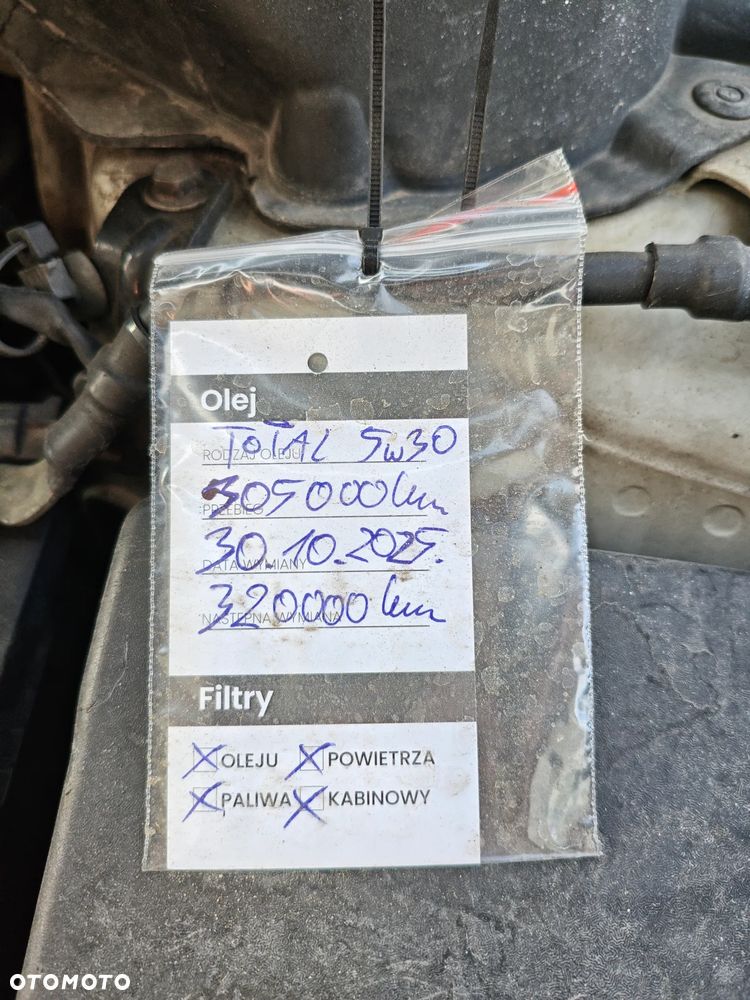 Olej
TOTAL 5W30
RODZAJ OLEJU
305000km
PRZEBIEG
30.10.2025.
DATA WYMIANY
320000km
NASTĘPNA WYMIANA
Filtry
OLEJU POWIETRZA
PALIWA KABINOWY
OTOMOTO